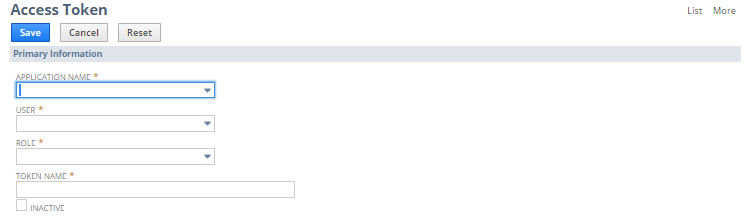 Access Token
List More
Save Cancel Reset
Primary Information
APPLICATION NAME *
USER *
ROLE *
TOKEN NAME *
INACTIVE